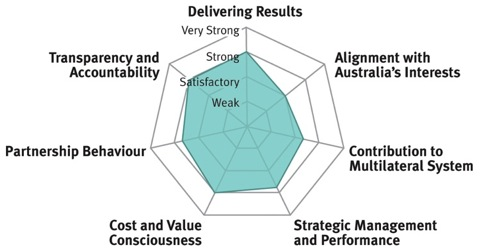 Delivering Results
Very Strong
Strong
Satisfactory
Weak
Transparency and
Accountability
Alignment with
Australia's Interests
Partnership Behaviour
Contribution to
Multilateral System
Cost and Value
Consciousness
Strategic Management
and Performance